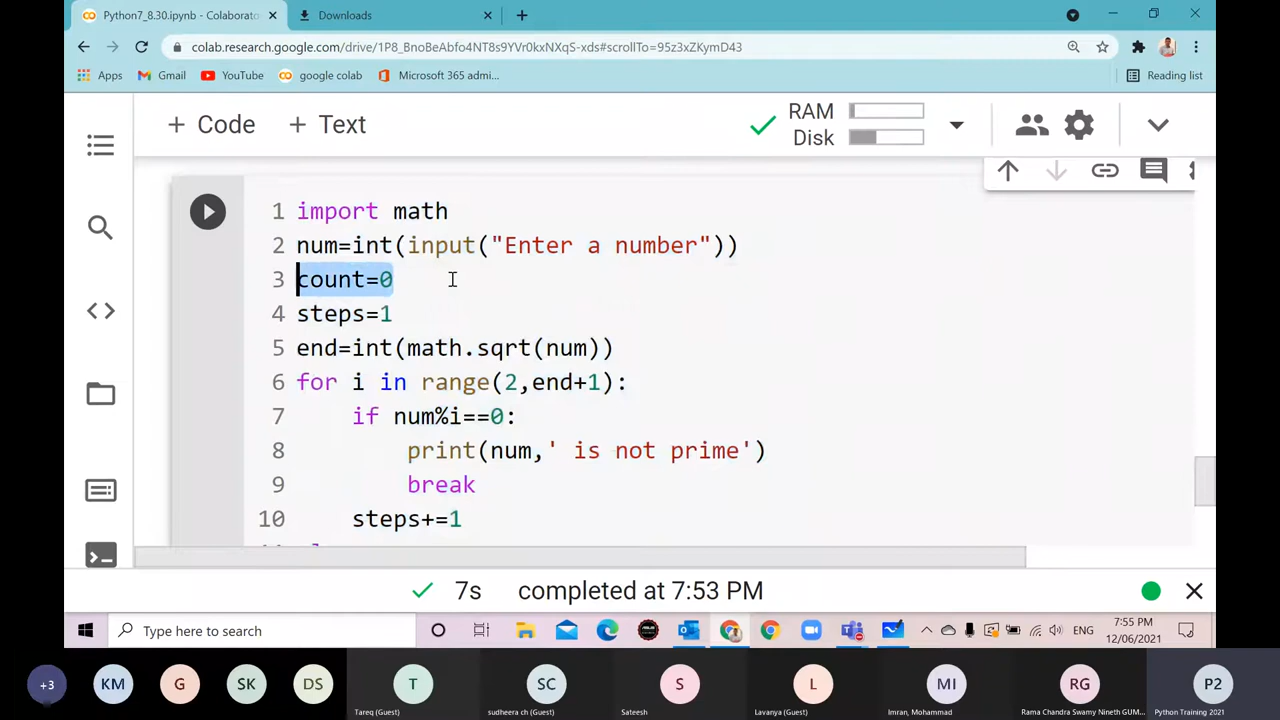 Python7_8.30.ipynb - Colaborato
Downloads
colab.research.google.com/drive/1P8_BnoBeAbfo4NT8s9YVr0kxNXqS-xds#scrollTo=95z3xZKymD43
Apps
Gmail
YouTube
google colab
Microsoft 365 admi...
Reading list
+ Code
+ Text
RAM
Disk
1 import math
2 num=int(input("Enter a number"))
3 count=0
4 steps=1
5 end=int(math.sqrt(num))
6 for i in range(2,end+1):
7 if num%i==0:
8 print(num,' is not prime')
9 break
10 steps+=1
7s completed at 7:53 PM
Type here to search
ENG
7:55 PM
12/06/2021
+3
KM
G
SK
DS
T
SC
S
L
MI
RG
P2
Tareq (Guest)
sudheera ch (Guest)
Sateesh
Lavanya (Guest)
Imran, Mohammad
Rama Chandra Swamy Nineth GUM...
Python Training 2021